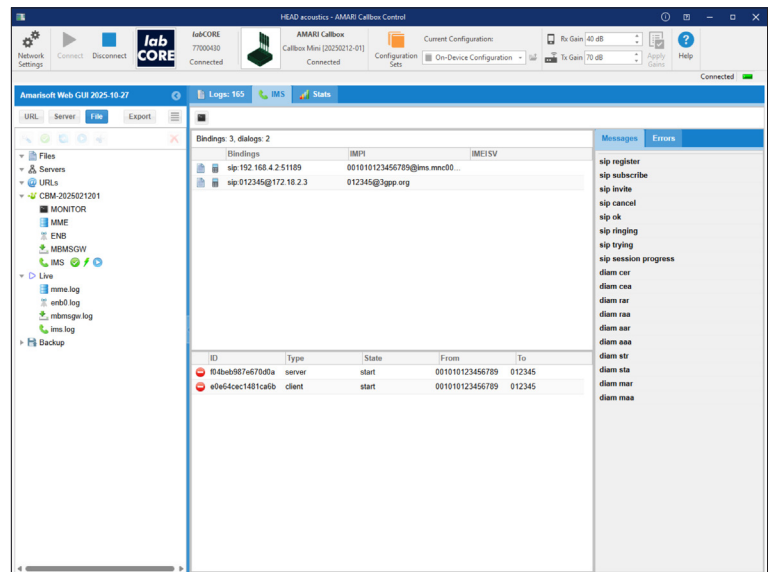 HEAD acoustics - AMARI Callbox Control
Network Settings
Connect
Disconnect
lab CORE
labCORE
77000430
Connected
AMARI Callbox
Callbox Mini [20250212-01]
Connected
Configuration Sets
Current Configuration:
On-Device Configuration
Rx Gain 40 dB
Tx Gain 70 dB
Apply Gains
Help
Connected
Amarisoft Web GUI 2025-10-27
URL Server File Export
Files
Servers
URLs
CBM-2025021201
MONITOR
MME
ENB
MBMSGW
IMS
Live
mme.log
enb0.log
mbmsgw.log
ims.log
Backup
Logs: 165 IMS Stats
Bindings: 3, dialogs: 2
Bindings IMPI IMEISV
sip:192.168.4.2:51189 001010123456789@ims.mnc00...
sip:012345@172.18.2.3 012345@3gpp.org
ID Type State From To
f04beb987e670d0a server start 001010123456789 012345
e0e64cec1481ca6b client start 001010123456789 012345
Messages Errors
sip register
sip subscribe
sip invite
sip cancel
sip ok
sip ringing
sip trying
sip session progress
diam cer
diam cea
diam rar
diam raa
diam aar
diam aaa
diam str
diam sta
diam mar
diam maa